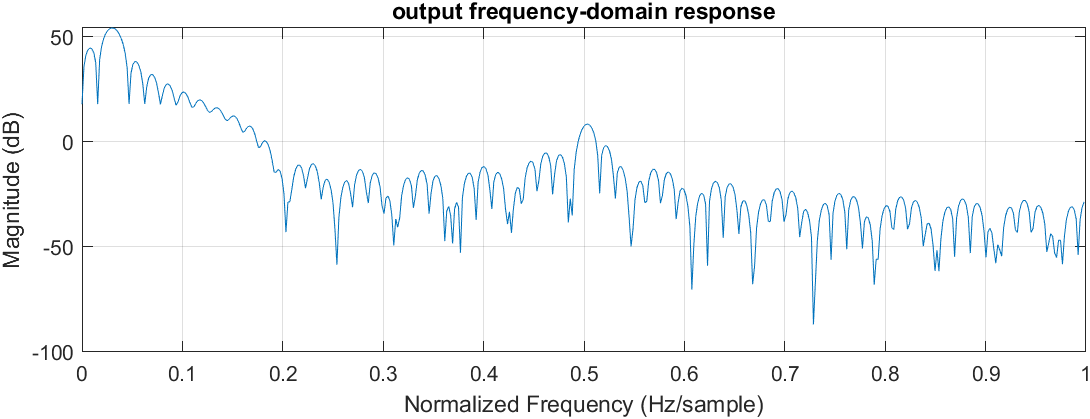 output frequency-domain response
Magnitude (dB)
50
0
-50
-100
0 0.1 0.2 0.3 0.4 0.5 0.6 0.7 0.8 0.9 1
Normalized Frequency (Hz/sample)